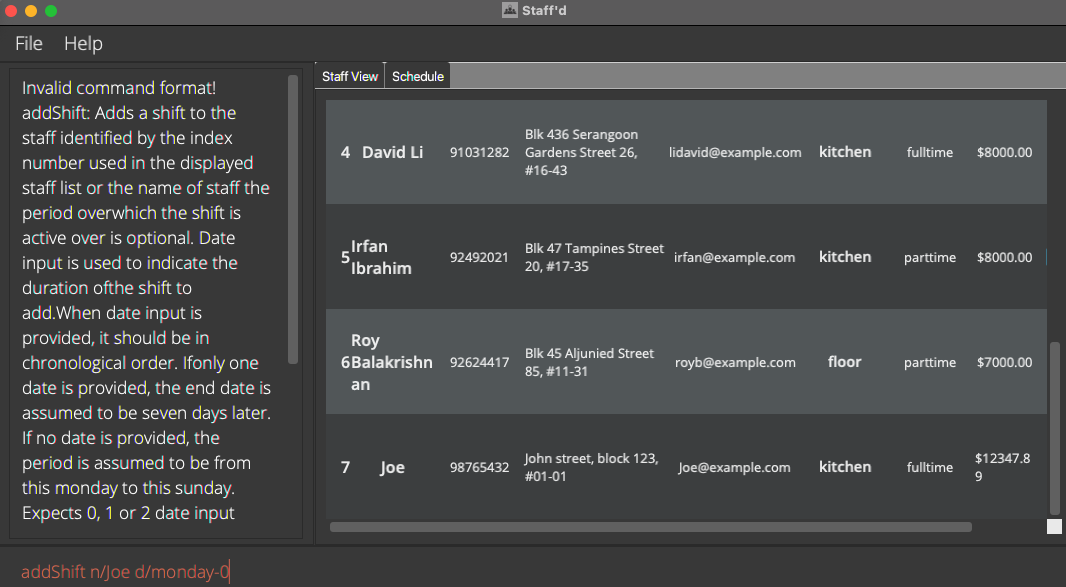 Staff'd
File Help
Invalid command format!
addShift: Adds a shift to the
staff identified by the index
number used in the displayed
staff list or the name of staff the
period overwhich the shift is
active over is optional. Date
input is used to indicate the
duration ofthe shift to
add.When date input is
provided, it should be in
chronological order. Ifonly one
date is provided, the end date is
assumed to be seven days later.
If no date is provided, the
period is assumed to be from
this monday to this sunday.
Expects 0, 1 or 2 date input
Staff View Schedule
4 David Li 91031282 Blk 436 Serangoon
Gardens Street 26,
#16-43 lidavid@example.com kitchen fulltime $8000.00
5 Irfan
Ibrahim 92492021 Blk 47 Tampines Street
20, #17-35 irfan@example.com kitchen parttime $8000.00
6 Roy
Balakrishn
an 92624417 Blk 45 Aljunied Street
85, #11-31 royb@example.com floor parttime $7000.00
7 Joe 98765432 John street, block 123,
#01-01 Joe@example.com kitchen fulltime $12347.8
9
addShift n/Joe d/monday-0